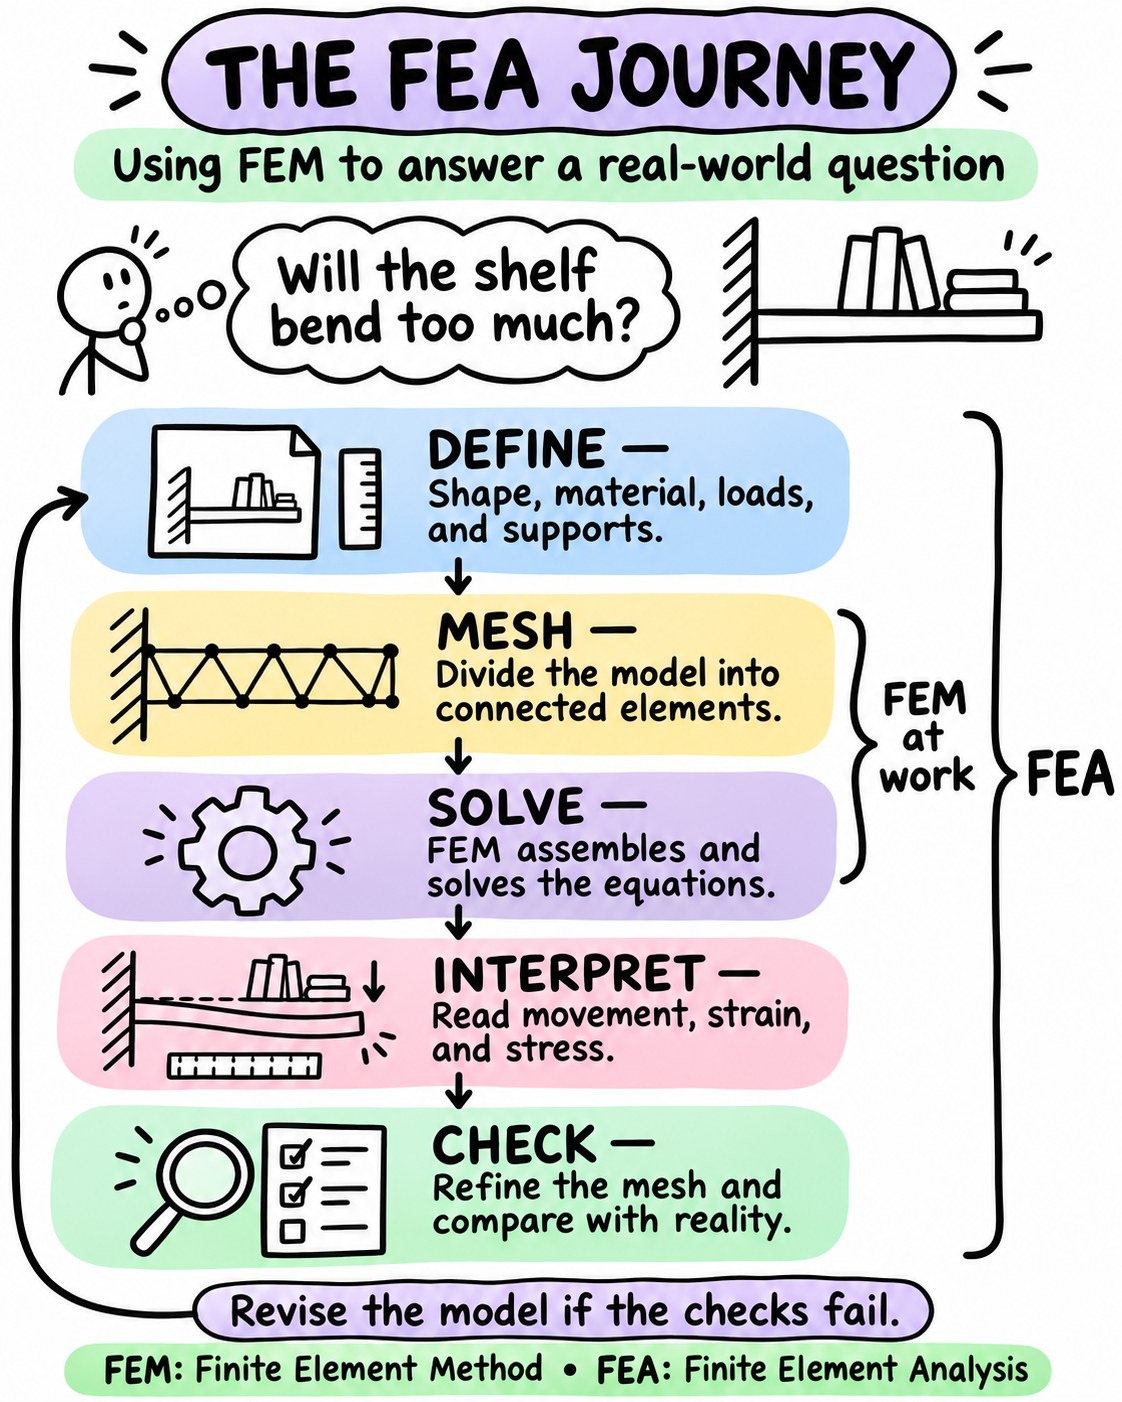 THE FEA JOURNEY
Using FEM to answer a real-world question
Will the shelf
bend too much?
DEFINE —
Shape, material, loads,
and supports.
MESH —
Divide the model into
connected elements.
FEM
at
work
FEA
SOLVE —
FEM assembles and
solves the equations.
INTERPRET —
Read movement, strain,
and stress.
CHECK —
Refine the mesh and
compare with reality.
Revise the model if the checks fail.
FEM: Finite Element Method • FEA: Finite Element Analysis